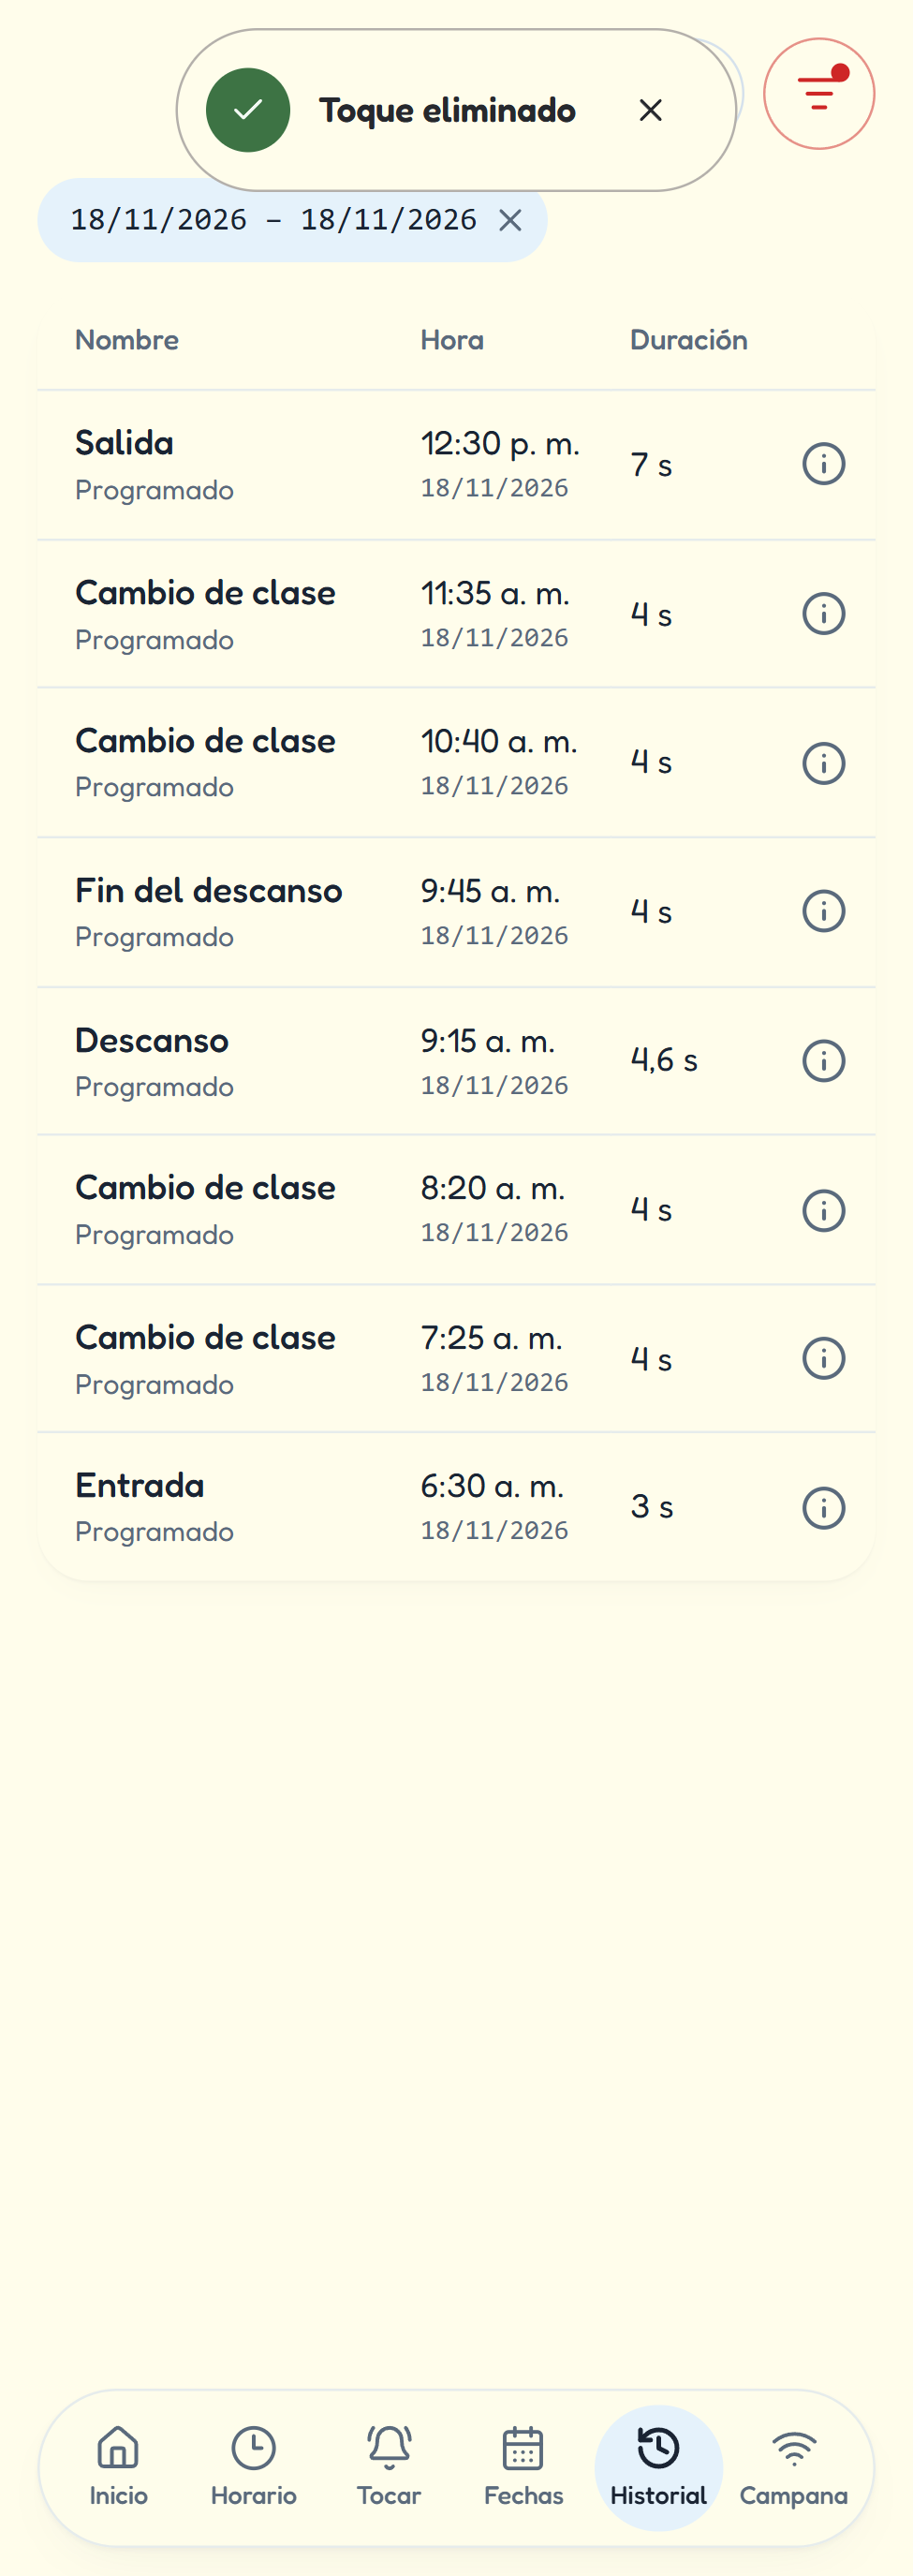 Toque eliminado
18/11/2026 – 18/11/2026
Nombre Hora Duración
Salida 12:30 p. m. 7 s
Programado 18/11/2026
Cambio de clase 11:35 a. m. 4 s
Programado 18/11/2026
Cambio de clase 10:40 a. m. 4 s
Programado 18/11/2026
Fin del descanso 9:45 a. m. 4 s
Programado 18/11/2026
Descanso 9:15 a. m. 4,6 s
Programado 18/11/2026
Cambio de clase 8:20 a. m. 4 s
Programado 18/11/2026
Cambio de clase 7:25 a. m. 4 s
Programado 18/11/2026
Entrada 6:30 a. m. 3 s
Programado 18/11/2026
Inicio Horario Tocar Fechas Historial Campana